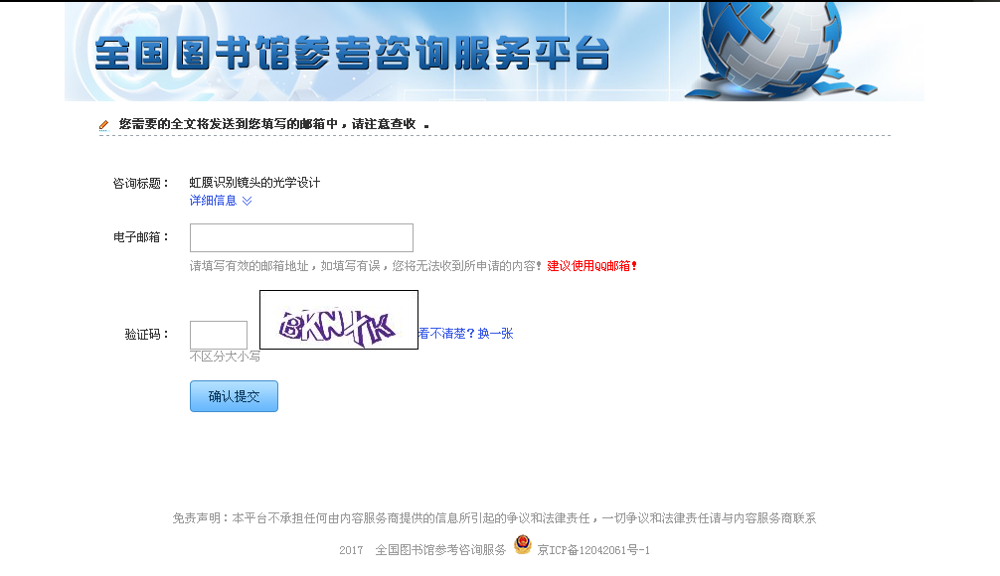 全国图书馆参考咨询服务平台
您需要的全文将发送到您填写的邮箱中，请注意查收 。
咨询标题： 虹膜识别镜头的光学设计
详细信息
电子邮箱：
请填写有效的邮箱地址，如填写有误，您将无法收到所申请的内容！建议使用QQ邮箱！
验证码： 看不清楚？换一张
不区分大小写
确认提交
免责声明：本平台不承担任何由内容服务商提供的信息所引起的争议和法律责任，一切争议和法律责任请与内容服务商联系
2017 全国图书馆参考咨询服务 京ICP备12042061号-1